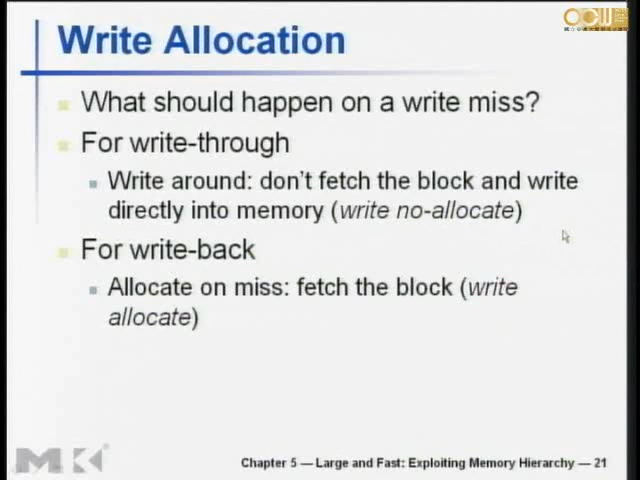 Write Allocation
What should happen on a write miss?
For write-through
Write around: don't fetch the block and write
directly into memory (write no-allocate)
For write-back
Allocate on miss: fetch the block (write
allocate)
MK
Chapter 5 — Large and Fast: Exploiting Memory Hierarchy — 21